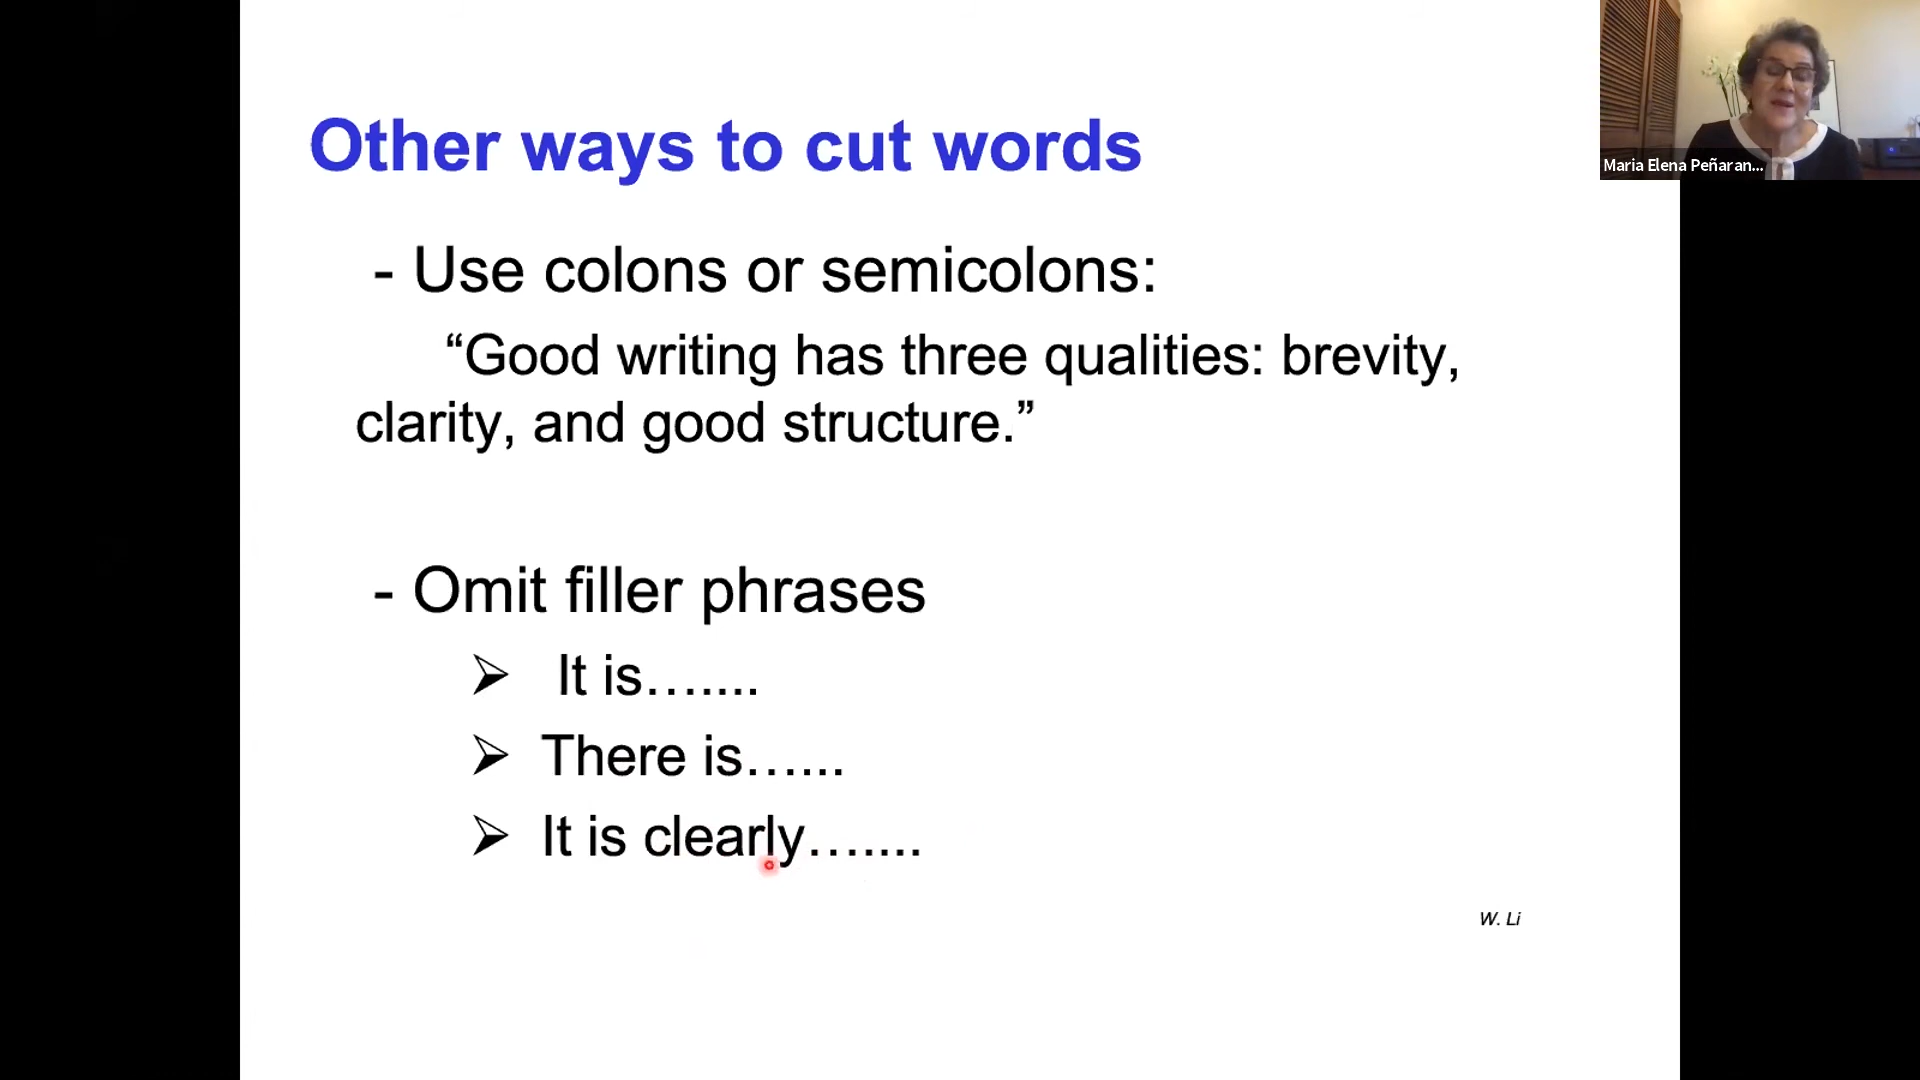 Other ways to cut words
Maria Elena Peñaran...
- Use colons or semicolons:
“Good writing has three qualities: brevity,
clarity, and good structure.”
- Omit filler phrases
➢ It is…....
➢ There is…...
➢ It is clearly…....
W. Li